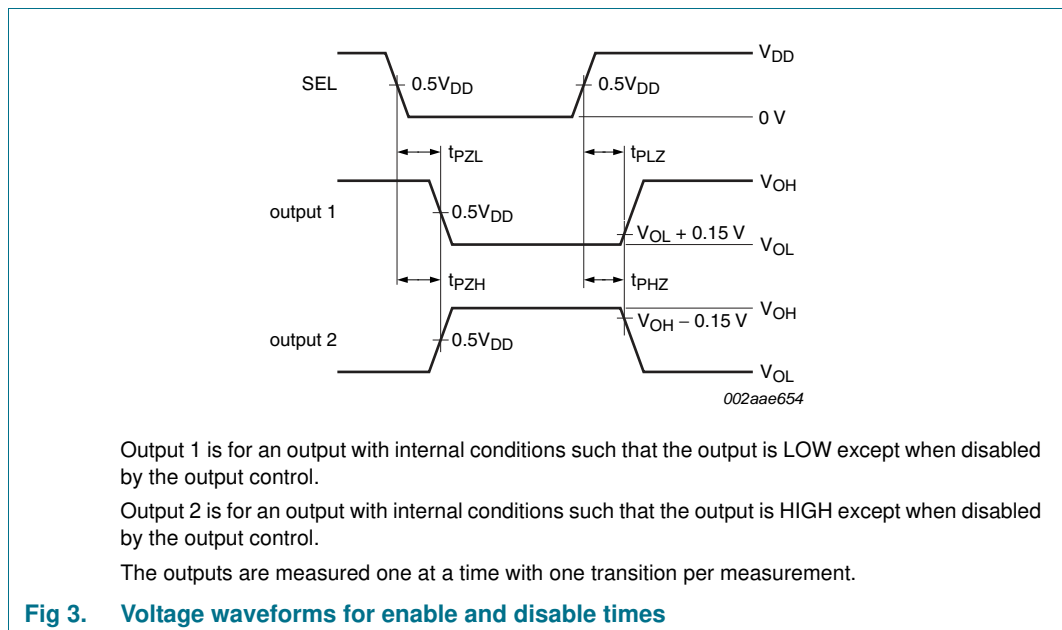 VDD
SEL
0.5VDD
0.5VDD
0 V
tPZL
tPLZ
VOH
output 1
0.5VDD
VOL + 0.15 V
VOL
tPZH
tPHZ
VOH
VOH − 0.15 V
output 2
0.5VDD
VOL
002aae654
Output 1 is for an output with internal conditions such that the output is LOW except when disabled
by the output control.
Output 2 is for an output with internal conditions such that the output is HIGH except when disabled
by the output control.
The outputs are measured one at a time with one transition per measurement.
Fig 3. Voltage waveforms for enable and disable times